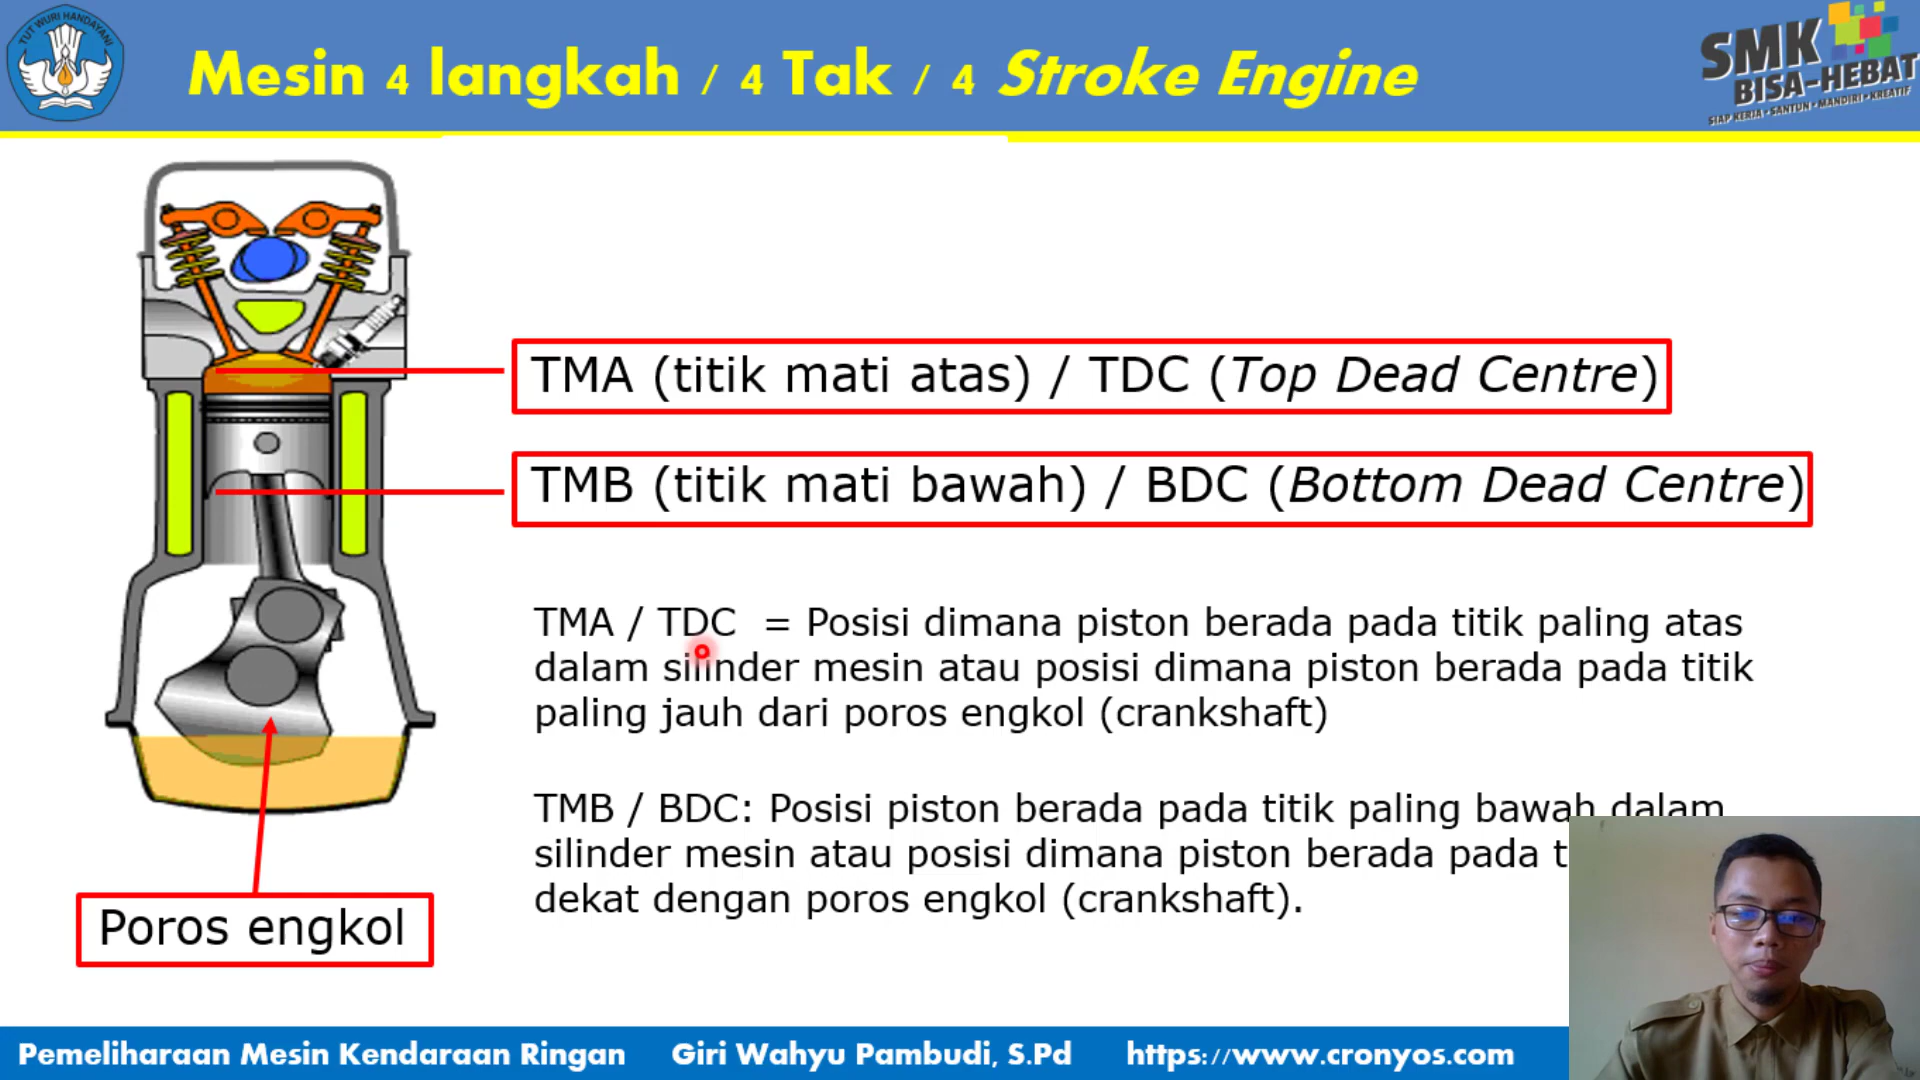 TUT WURI HANDAYANI
Mesin 4 langkah / 4 Tak / 4 Stroke Engine
SMK
BISA-HEBAT
SIAP KERJA • SANTUN • MANDIRI • KREATIF
TMA (titik mati atas) / TDC (Top Dead Centre)
TMB (titik mati bawah) / BDC (Bottom Dead Centre)
TMA / TDC = Posisi dimana piston berada pada titik paling atas
dalam silinder mesin atau posisi dimana piston berada pada titik
paling jauh dari poros engkol (crankshaft)
TMB / BDC: Posisi piston berada pada titik paling bawah dalam
silinder mesin atau posisi dimana piston berada pada
dekat dengan poros engkol (crankshaft).
Poros engkol
Pemeliharaan Mesin Kendaraan Ringan Giri Wahyu Pambudi, S.Pd https://www.cronyos.com